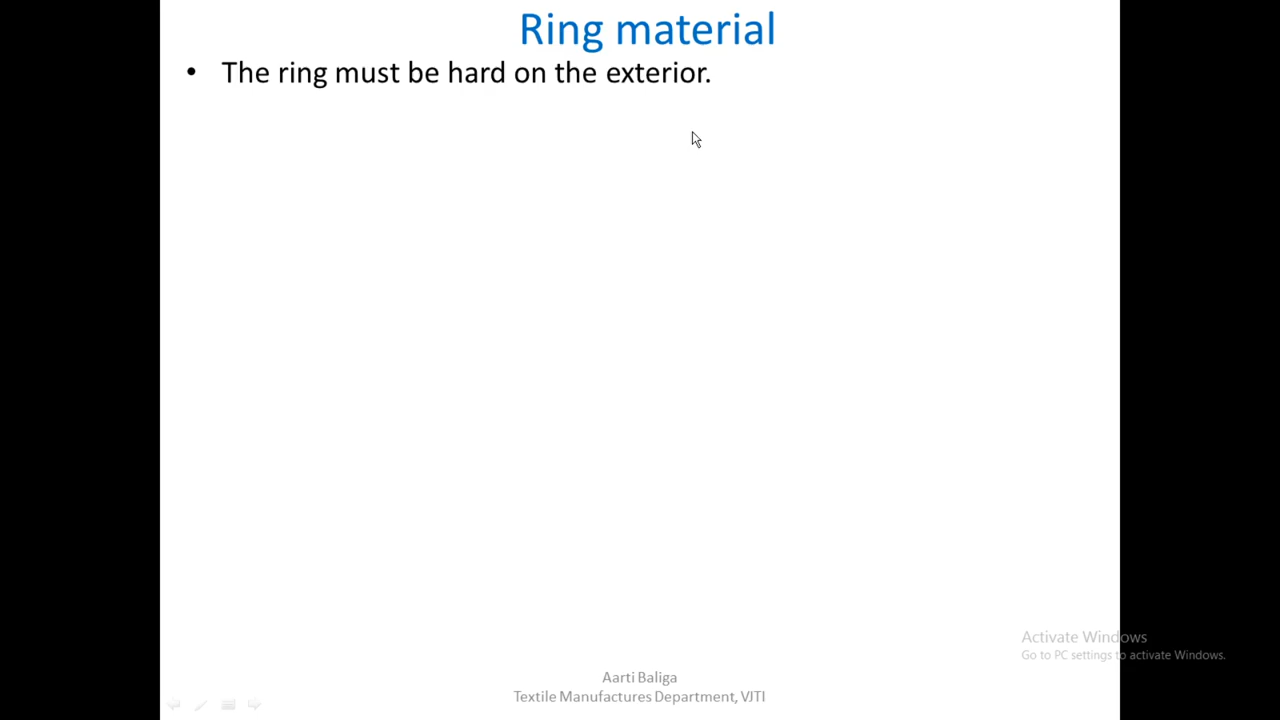 Ring material
• The ring must be hard on the exterior.
Activate Windows
Go to PC settings to activate Windows.
Aarti Baliga
Textile Manufactures Department, VJTI